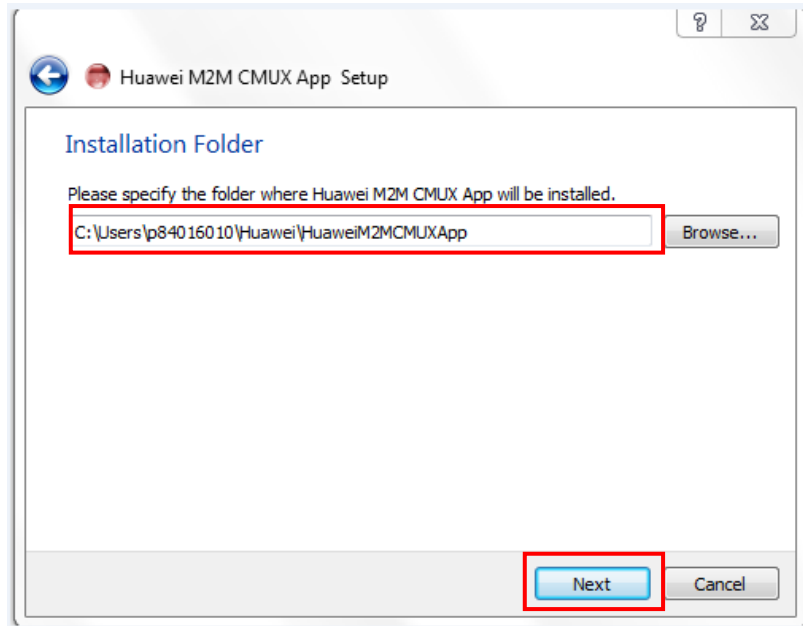 Huawei M2M CMUX App Setup
Installation Folder
Please specify the folder where Huawei M2M CMUX App will be installed.
C:\Users\p84016010\Huawei\HuaweiM2MCMUXApp
Browse...
Next
Cancel